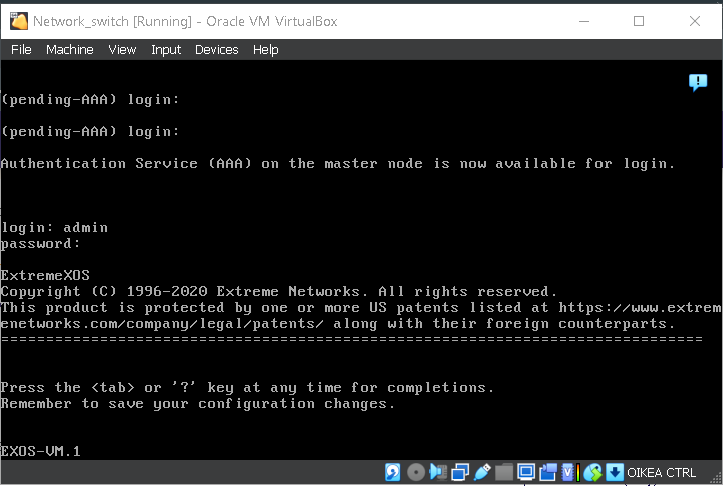 Network_switch [Running] - Oracle VM VirtualBox
File Machine View Input Devices Help
(pending-AAA) login:
(pending-AAA) login:
Authentication Service (AAA) on the master node is now available for login.
login: admin
password:
ExtremeXOS
Copyright (C) 1996-2020 Extreme Networks. All rights reserved.
This product is protected by one or more US patents listed at https://www.extrem
enetworks.com/company/legal/patents/ along with their foreign counterparts.
==============================================================================
Press the <tab> or '?' key at any time for completions.
Remember to save your configuration changes.
EXOS-VM.1
OIKEA CTRL